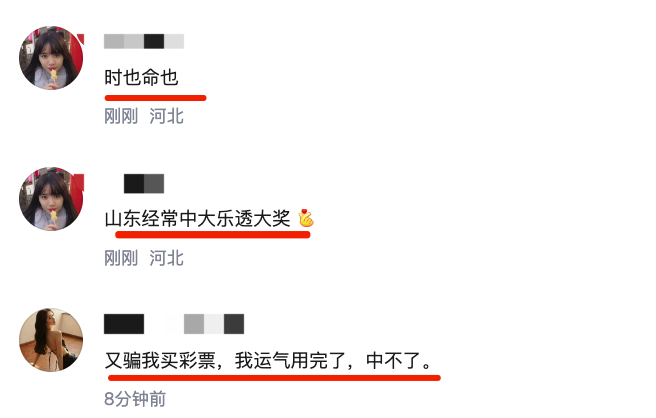 时也命也
刚刚 河北
山东经常中大乐透大奖
刚刚 河北
又骗我买彩票，我运气用完了，中不了。
8分钟前